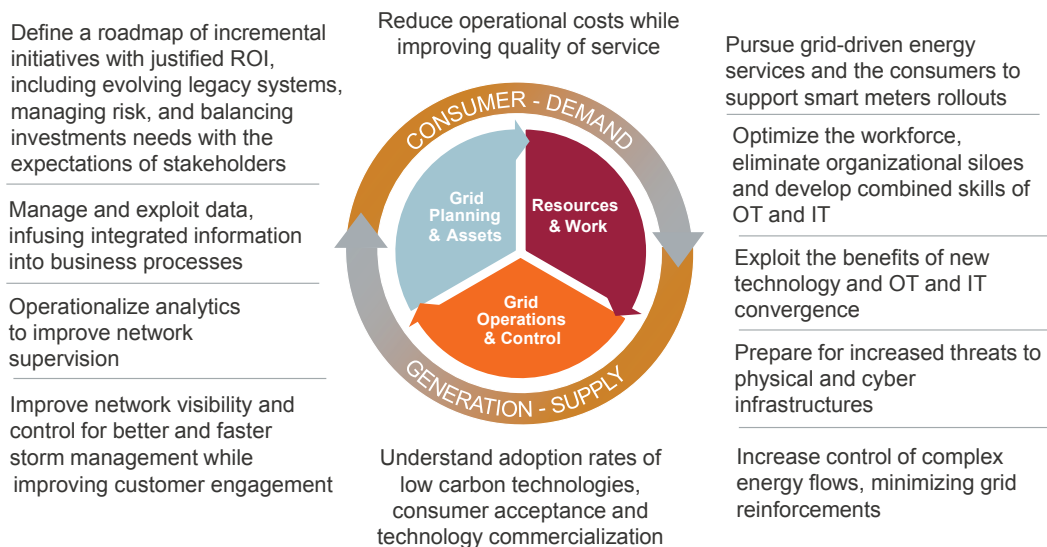 Define a roadmap of incremental
initiatives with justified ROI,
including evolving legacy systems,
managing risk, and balancing
investments needs with the
expectations of stakeholders
Manage and exploit data,
infusing integrated information
into business processes
Operationalize analytics
to improve network
supervision
Improve network visibility and
control for better and faster
storm management while
improving customer engagement
Reduce operational costs while
improving quality of service
CONSUMER - DEMAND
Grid
Planning
& Assets
Resources
& Work
Grid
Operations
& Control
GENERATION - SUPPLY
Understand adoption rates of
low carbon technologies,
consumer acceptance and
technology commercialization
Pursue grid-driven energy
services and the consumers to
support smart meters rollouts
Optimize the workforce,
eliminate organizational siloes
and develop combined skills of
OT and IT
Exploit the benefits of new
technology and OT and IT
convergence
Prepare for increased threats to
physical and cyber
infrastructures
Increase control of complex
energy flows, minimizing grid
reinforcements